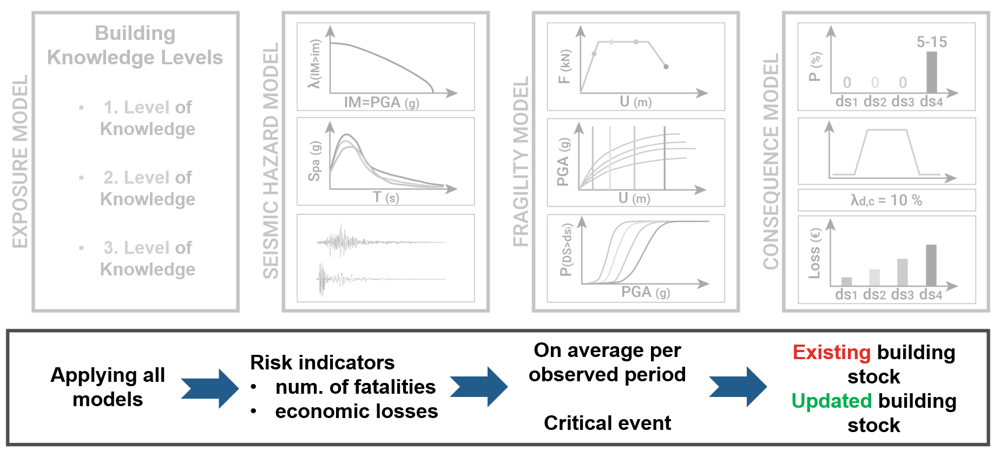 EXPOSURE MODEL
Building
Knowledge Levels
• 1. Level of
Knowledge
• 2. Level of
Knowledge
• 3. Level of
Knowledge
SEISMIC HAZARD MODEL
λ(IM>im)
IM=PGA (g)
Spa (g)
T (s)
FRAGILITY MODEL
F (kN)
U (m)
PGA (g)
U (m)
P(DS>dsi)
PGA (g)
CONSEQUENCE MODEL
P (%)
5-15
0 0 0
ds1 ds2 ds3 ds4
λd,c = 10 %
Loss (€)
ds1 ds2 ds3 ds4
Applying all
models
Risk indicators
• num. of fatalities
• economic losses
On average per
observed period
Critical event
Existing building
stock
Updated building
stock